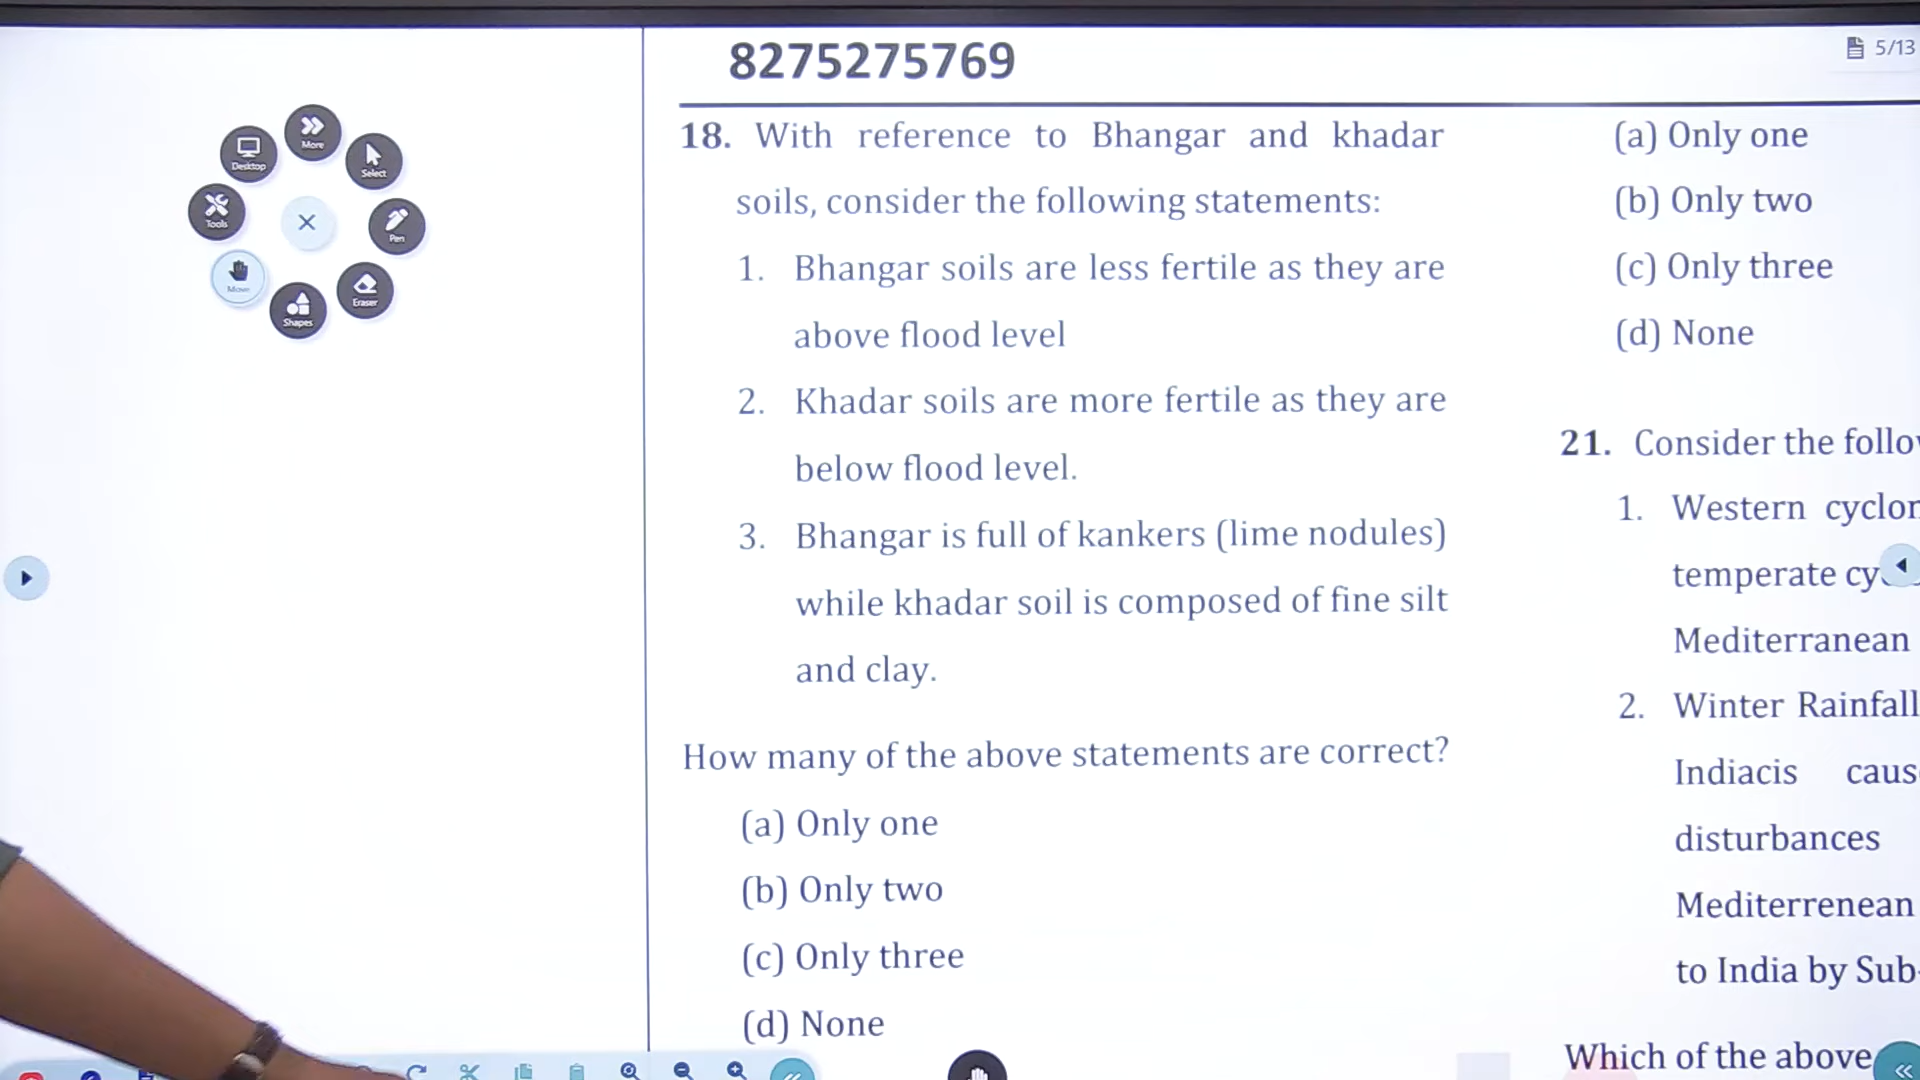 8275275769
5/13
More
Desktop
Select
Tools
Pen
Move
Eraser
Shapes
18. With reference to Bhangar and khadar
soils, consider the following statements:
1. Bhangar soils are less fertile as they are
above flood level
2. Khadar soils are more fertile as they are
below flood level.
3. Bhangar is full of kankers (lime nodules)
while khadar soil is composed of fine silt
and clay.
How many of the above statements are correct?
(a) Only one
(b) Only two
(c) Only three
(d) None
(a) Only one
(b) Only two
(c) Only three
(d) None
21. Consider the
1. Western
temperate
Mediterranean
2. Winter Rainfall
Indiacis
disturbances
Mediterrenean
to India by Sub-
Which of the above